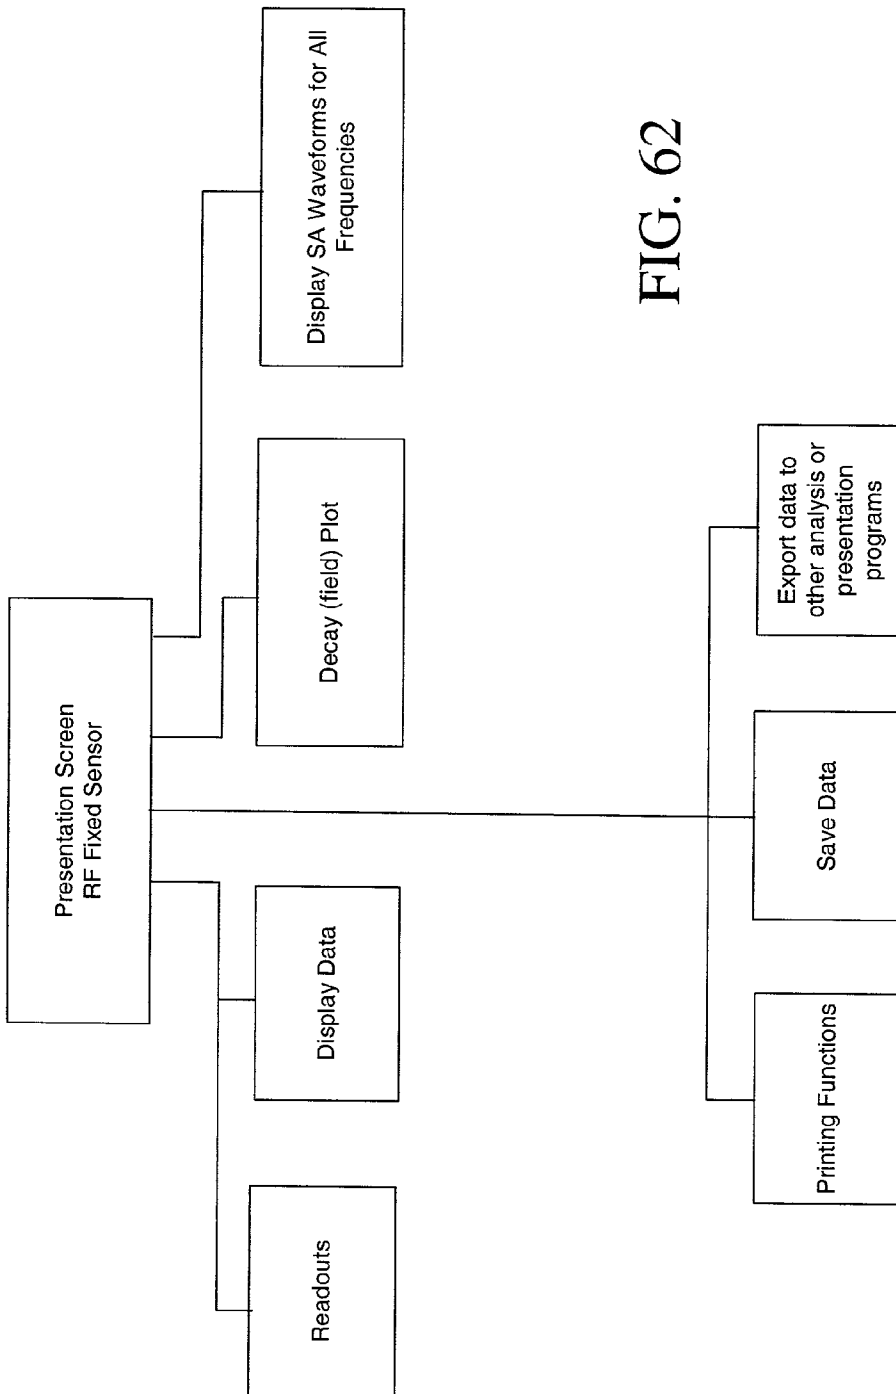 Presentation Screen
RF Fixed Sensor
Readouts
Display Data
Decay (field) Plot
Display SA Waveforms for All
Frequencies
Printing Functions
Save Data
Export data to
other analysis or
presentation
programs
FIG. 62